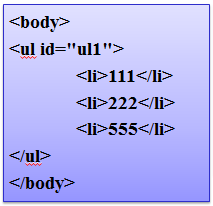 <body>
<ul id="ul1">
<li>111</li>
<li>222</li>
<li>555</li>
</ul>
</body>